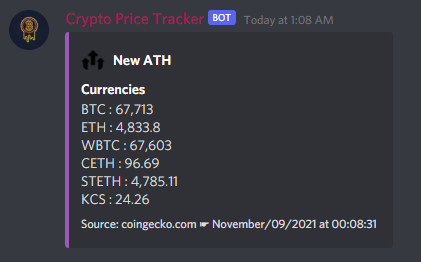 Crypto Price Tracker BOT Today at 1:08 AM
New ATH
Currencies
BTC : 67,713
ETH : 4,833.8
WBTC : 67,603
CETH : 96.69
STETH : 4,785.11
KCS : 24.26
Source: coingecko.com ☛ November/09/2021 at 00:08:31